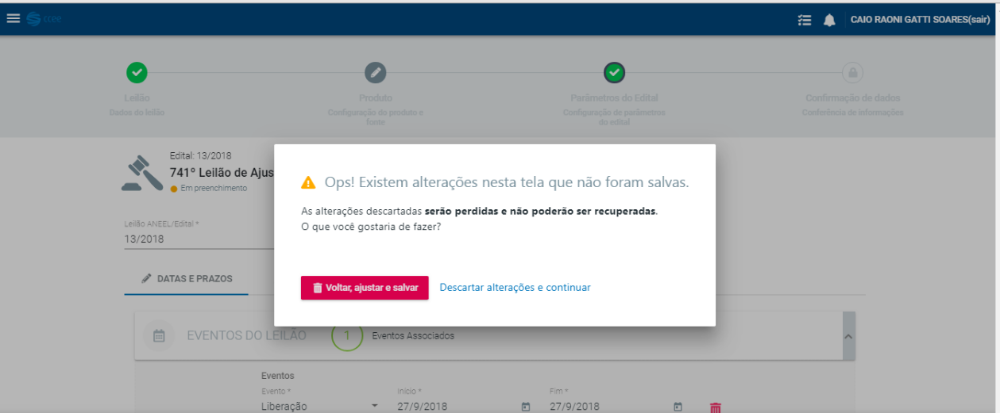 ccee
CAIO RAONI GATTI SOARES(sair)
Leilão
Dados do leilão
Produto
Configuração do produto e
fonte
Parâmetros do Edital
Configuração de parâmetros
do edital
Confirmação de dados
Conferência de informações
Edital: 13/2018
741º Leilão de Ajus
Em preenchimento
Leilão ANEEL/Edital *
13/2018
Ops! Existem alterações nesta tela que não foram salvas.
As alterações descartadas serão perdidas e não poderão ser recuperadas.
O que você gostaria de fazer?
Voltar, ajustar e salvar
Descartar alterações e continuar
DATAS E PRAZOS
EVENTOS DO LEILÃO
1
Eventos Associados
Eventos
Evento *
Início *
Fim *
Liberação
27/9/2018
27/9/2018